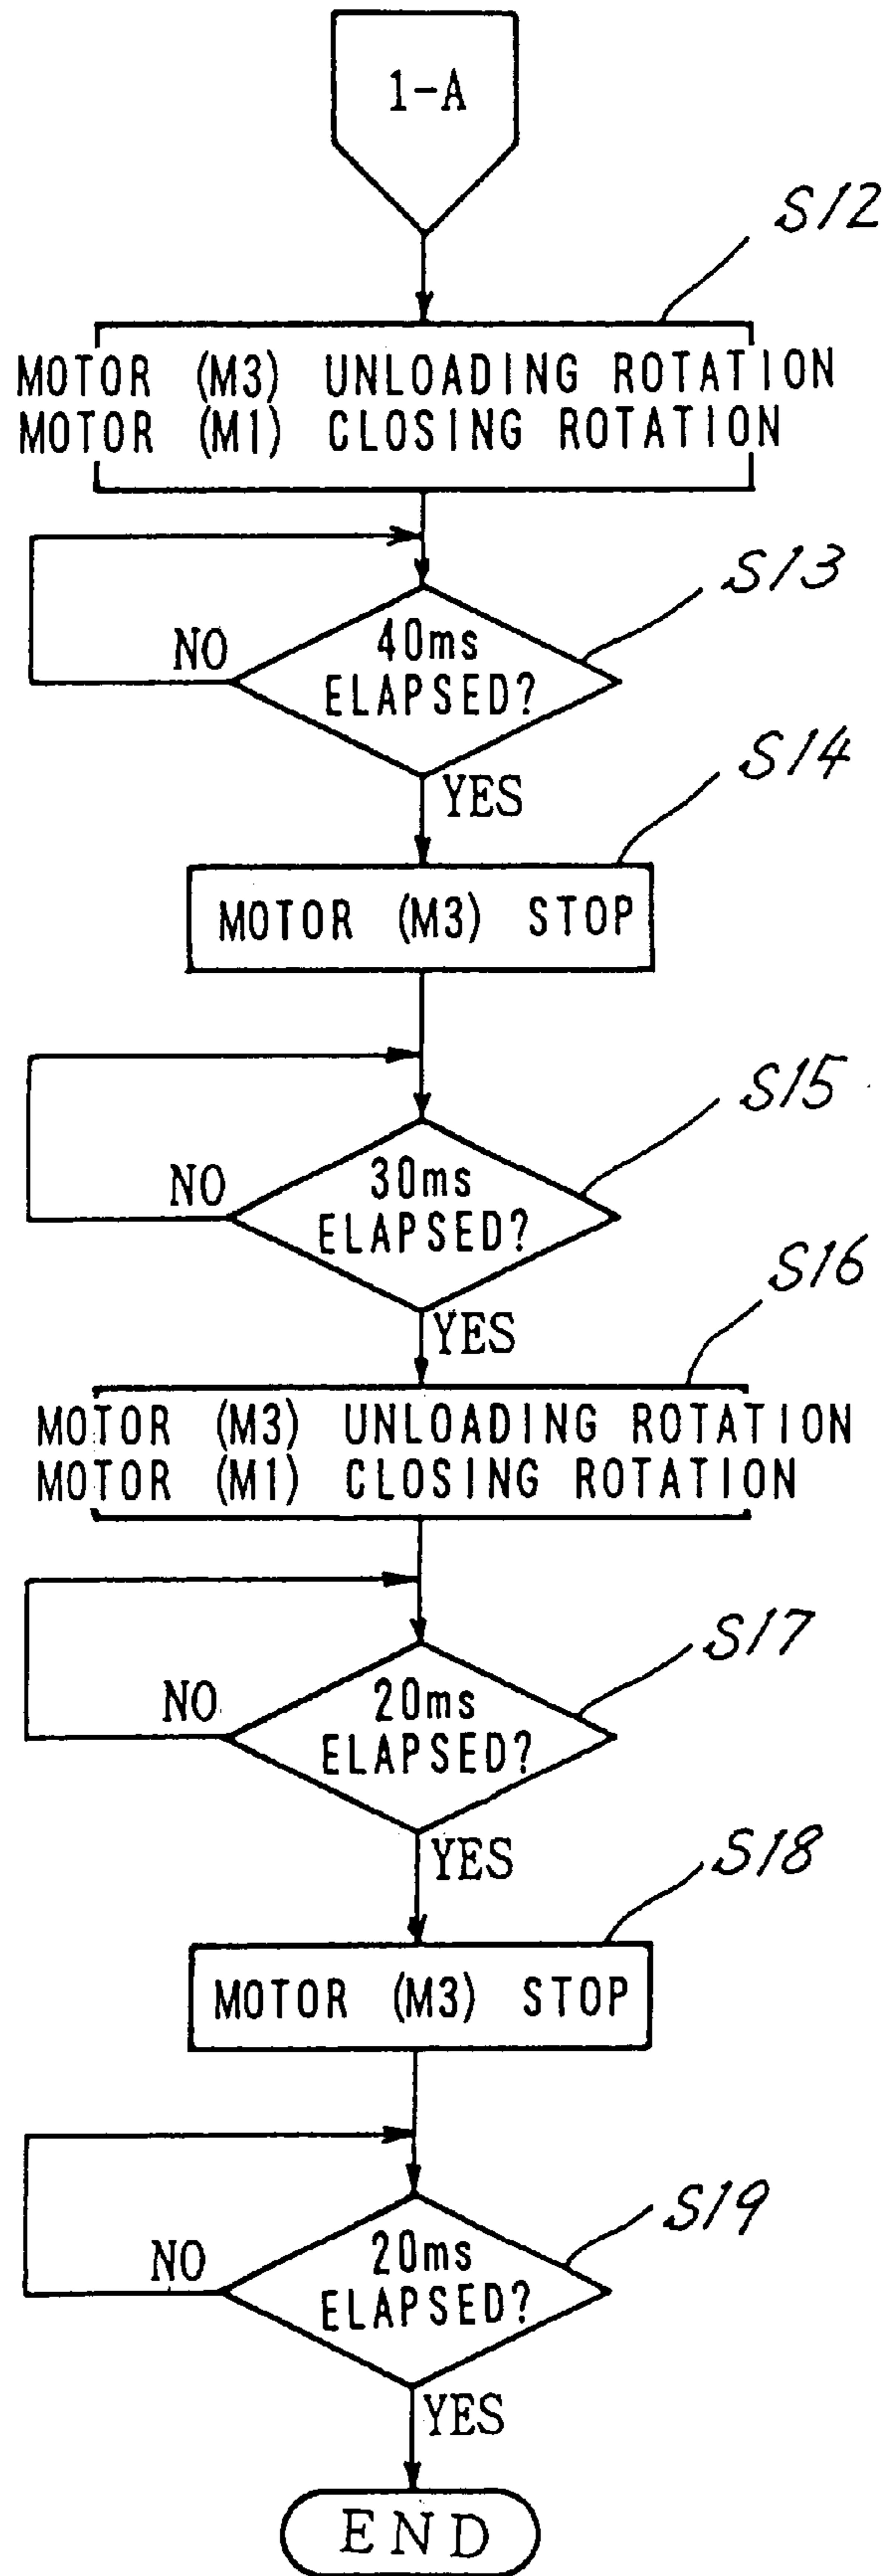 1-A
S12
MOTOR (M3) UNLOADING ROTATION
MOTOR (M1) CLOSING ROTATION
S13
40ms
ELAPSED?
NO
YES
S14
MOTOR (M3) STOP
S15
30ms
ELAPSED?
NO
YES
S16
MOTOR (M3) UNLOADING ROTATION
MOTOR (M1) CLOSING ROTATION
S17
20ms
ELAPSED?
NO
YES
S18
MOTOR (M3) STOP
S19
20ms
ELAPSED?
NO
YES
END